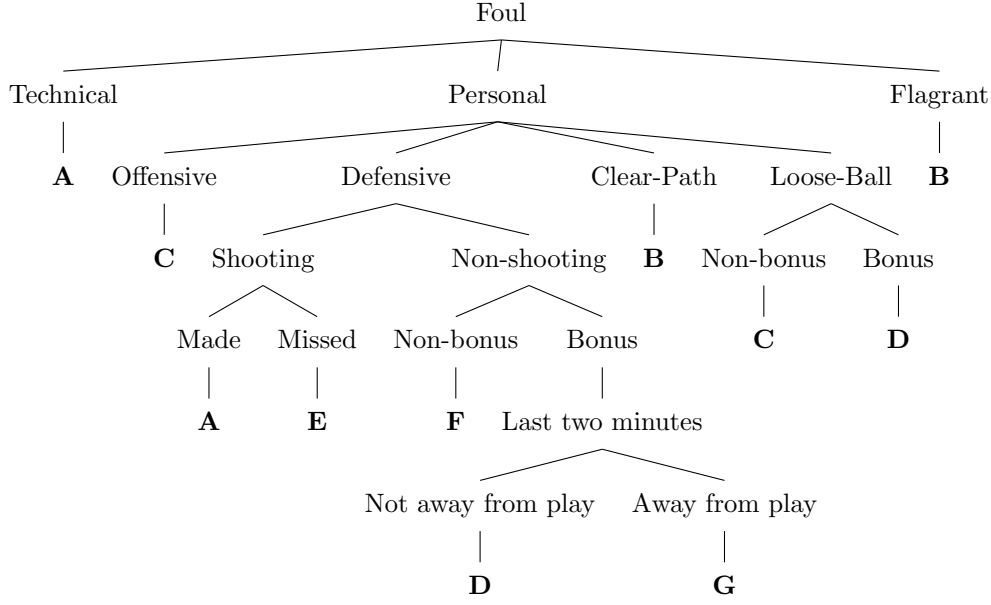 Foul
Technical Personal Flagrant
A Offensive Defensive Clear-Path Loose-Ball B
C Shooting Non-shooting B Non-bonus Bonus
Made Missed Non-bonus Bonus C D
A E F Last two minutes
Not away from play Away from play
D G